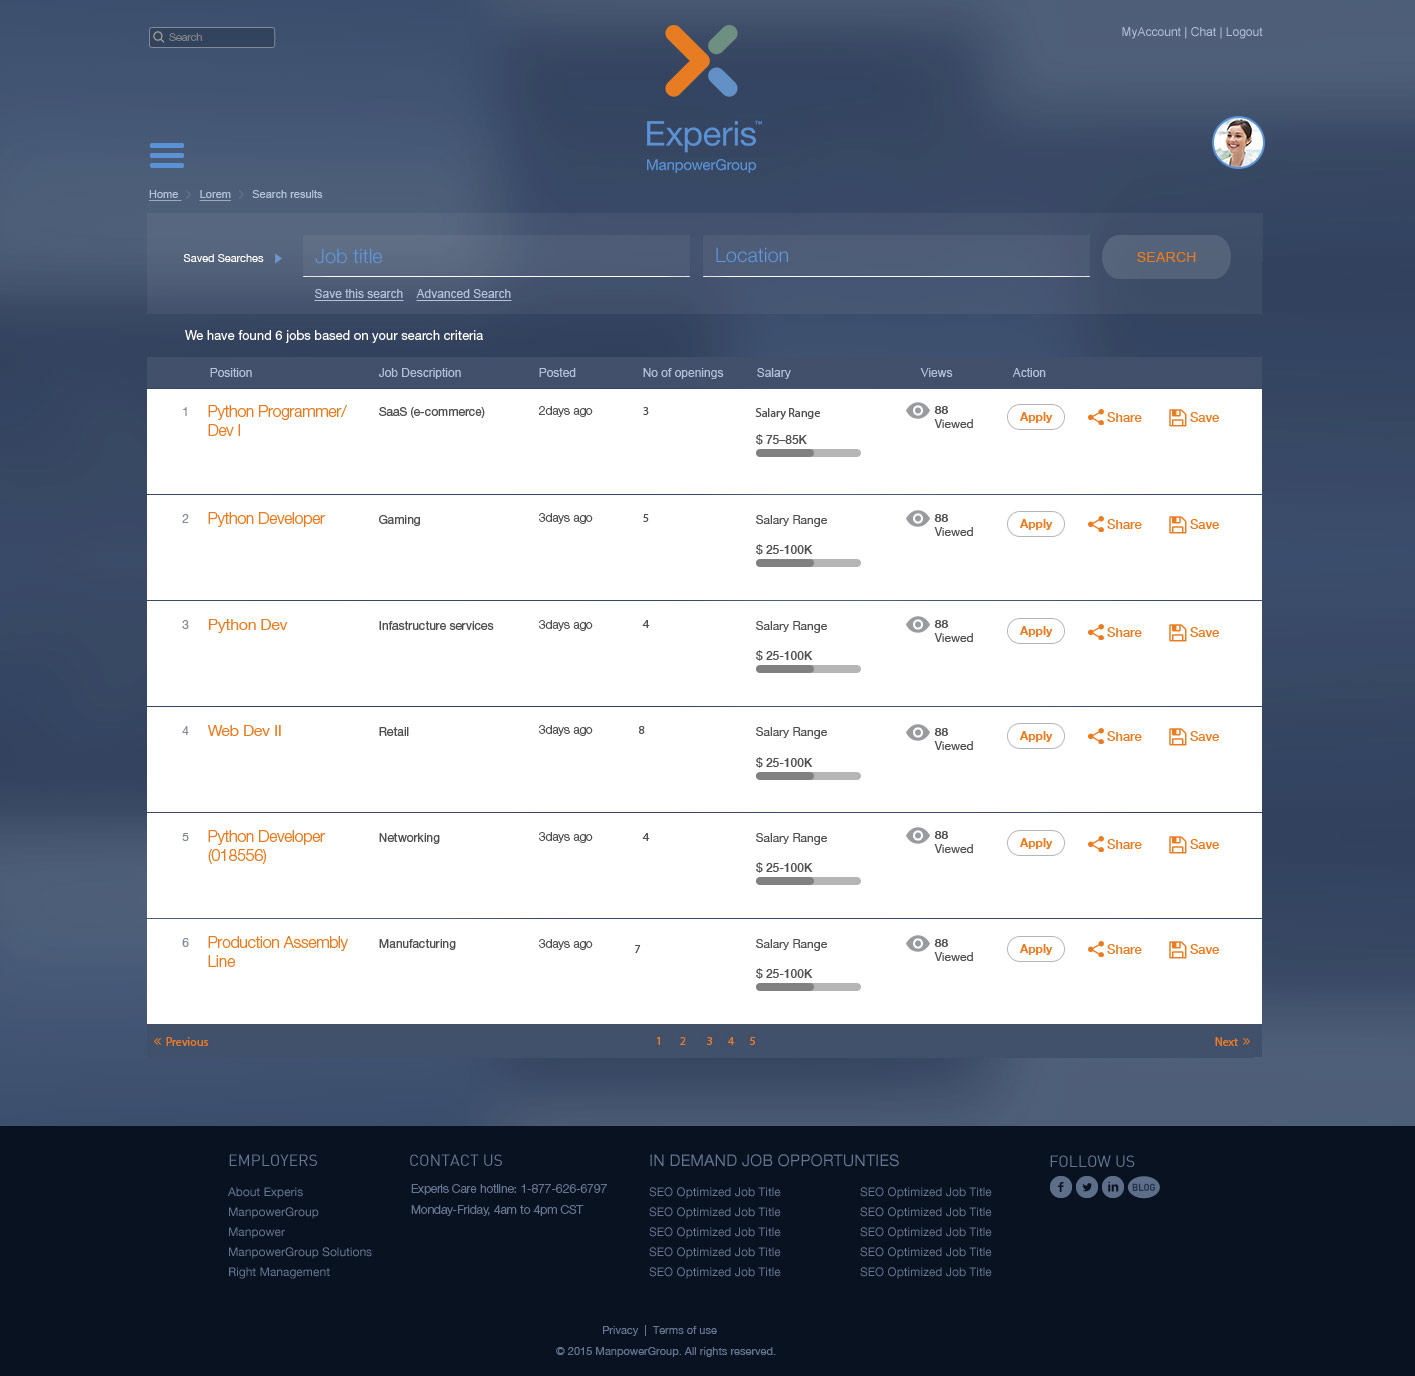 Search
MyAccount | Chat | Logout
Experis™
ManpowerGroup
Home > Lorem > Search results
Saved Searches
Job title
Location
SEARCH
Save this search Advanced Search
We have found 6 jobs based on your search criteria
Position Job Description Posted No of openings Salary Views Action
1 Python Programmer/ SaaS (e-commerce) 2days ago 3 Salary Range 88 Apply Share Save
Dev I Viewed
$ 75–85K
2 Python Developer Gaming 3days ago 5 Salary Range 88 Apply Share Save
Viewed
$ 25-100K
3 Python Dev Infastructure services 3days ago 4 Salary Range 88 Apply Share Save
Viewed
$ 25-100K
4 Web Dev II Retail 3days ago 8 Salary Range 88 Apply Share Save
Viewed
$ 25-100K
5 Python Developer Networking 3days ago 4 Salary Range 88 Apply Share Save
(018556) Viewed
$ 25-100K
6 Production Assembly Manufacturing 3days ago 7 Salary Range 88 Apply Share Save
Line Viewed
$ 25-100K
« Previous 1 2 3 4 5 Next »
EMPLOYERS
About Experis
ManpowerGroup
Manpower
ManpowerGroup Solutions
Right Management
CONTACT US
Experis Care hotline: 1-877-626-6797
Monday-Friday, 4am to 4pm CST
IN DEMAND JOB OPPORTUNTIES
SEO Optimized Job Title SEO Optimized Job Title
SEO Optimized Job Title SEO Optimized Job Title
SEO Optimized Job Title SEO Optimized Job Title
SEO Optimized Job Title SEO Optimized Job Title
SEO Optimized Job Title SEO Optimized Job Title
FOLLOW US
f in BLOG
Privacy | Terms of use
© 2015 ManpowerGroup. All rights reserved.